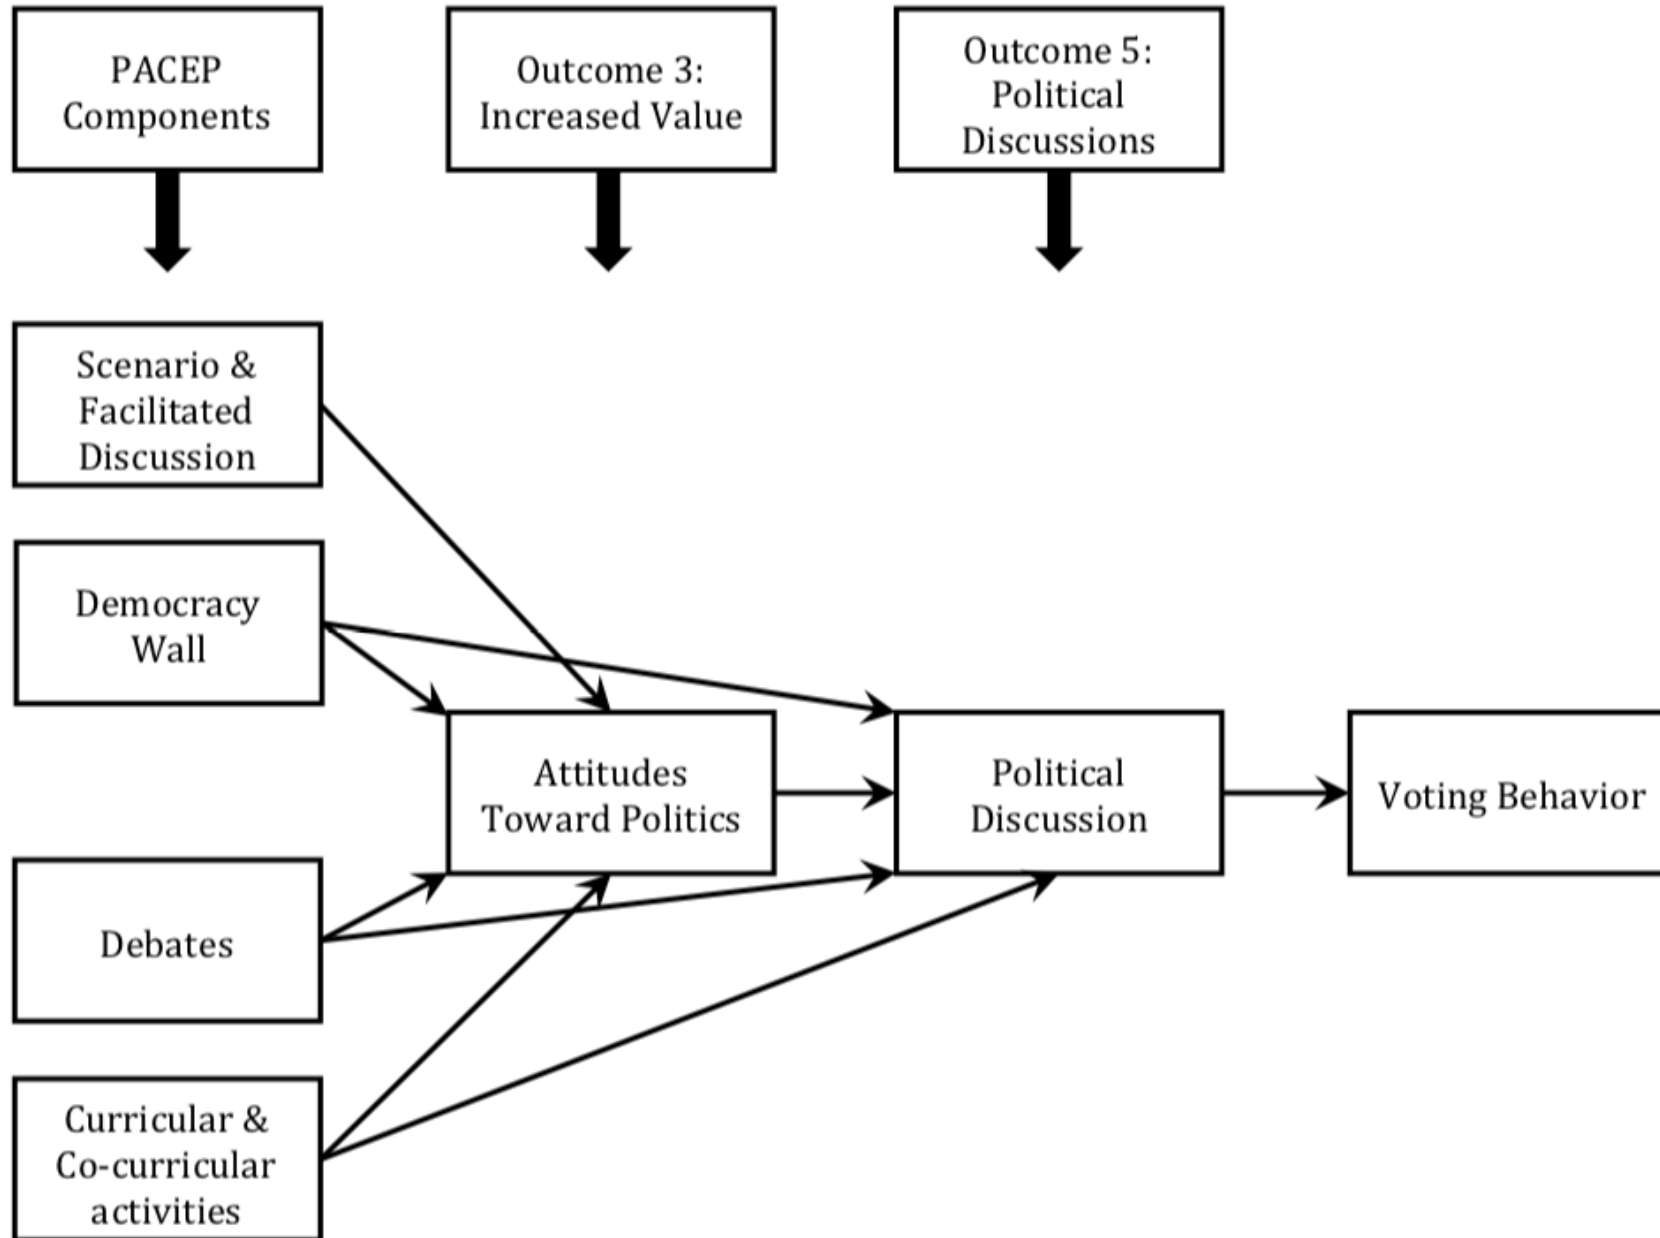 PACEP
Components
Outcome 3:
Increased Value
Outcome 5:
Political
Discussions
Scenario &
Facilitated
Discussion
Democracy
Wall
Attitudes
Toward Politics
Political
Discussion
Voting Behavior
Debates
Curricular &
Co-curricular
activities